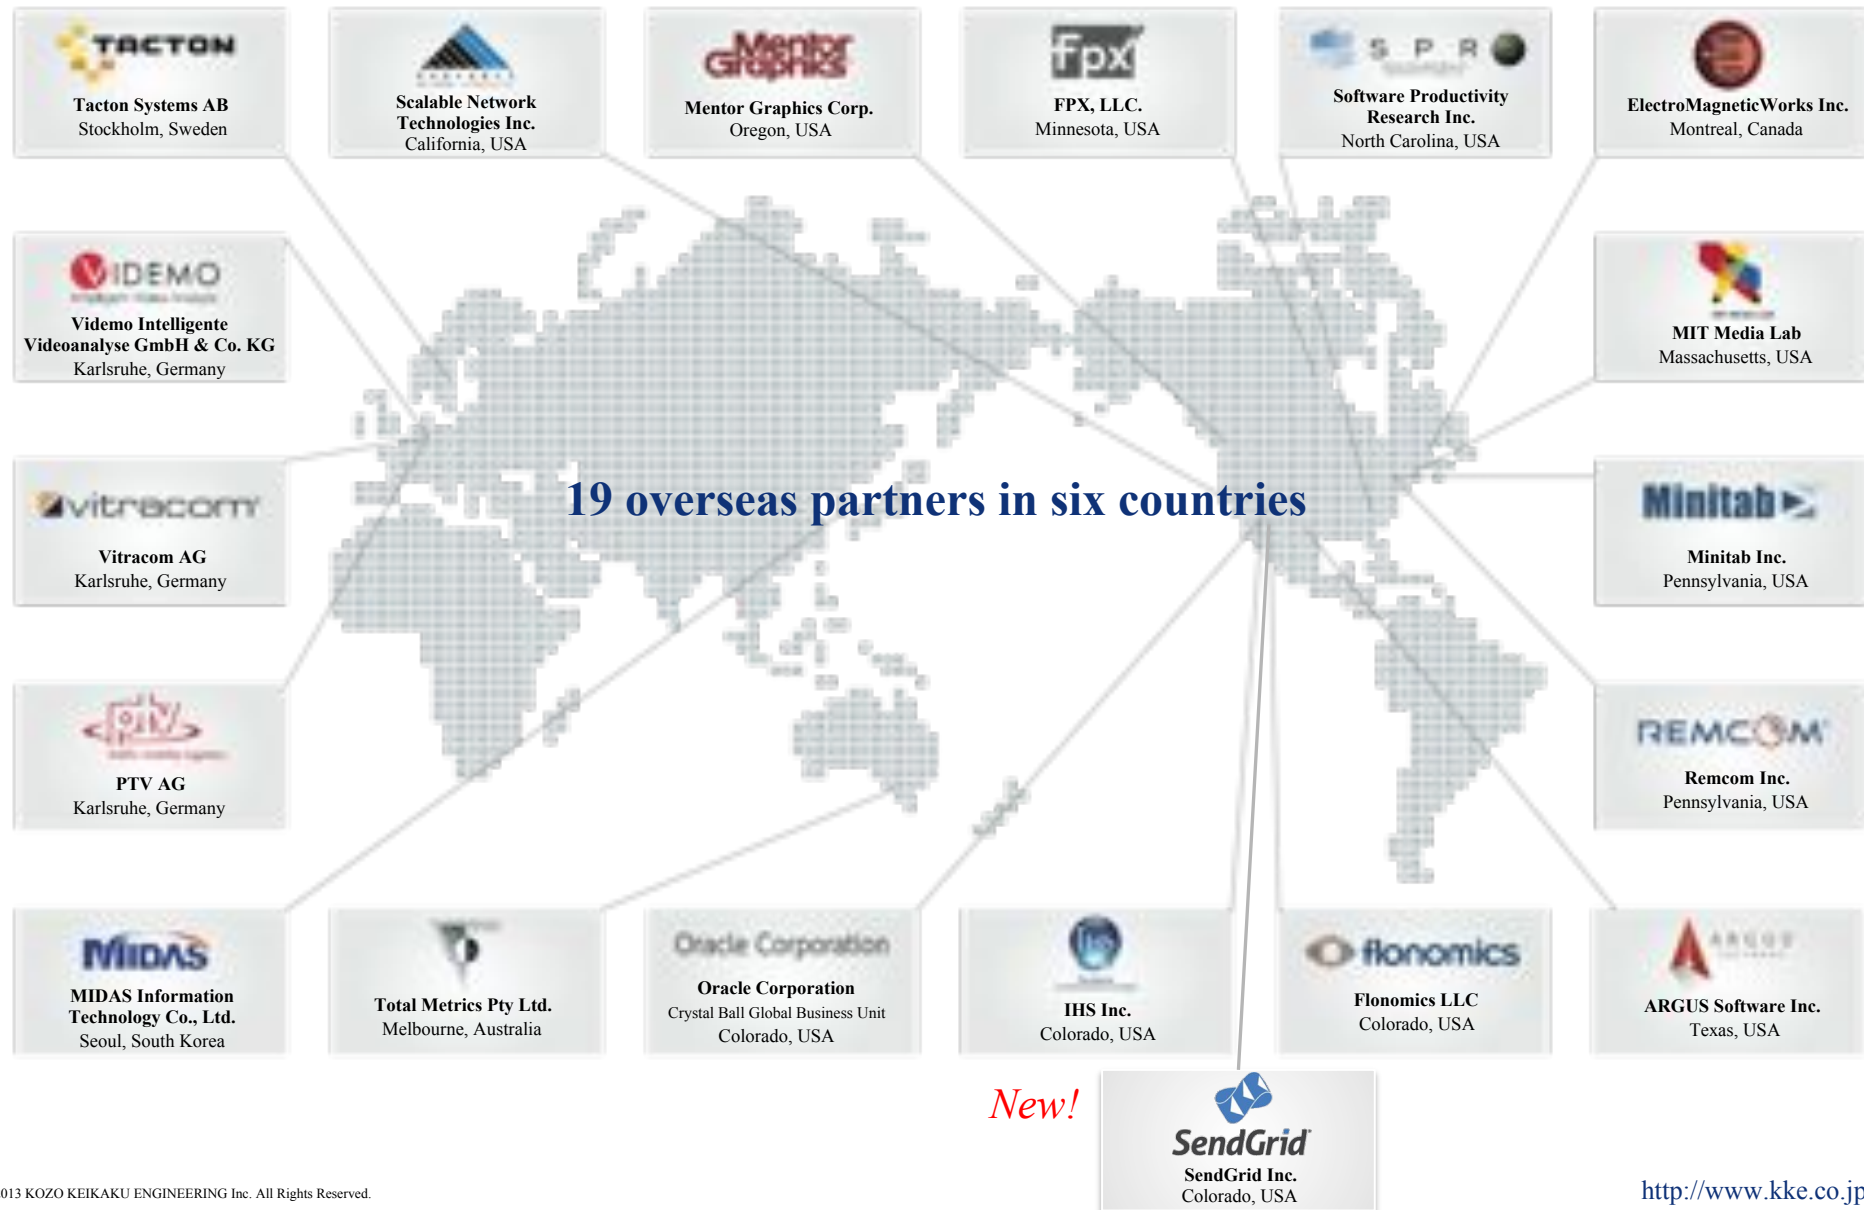 TACTON
Tacton Systems AB
Stockholm, Sweden
Scalable Network
Technologies Inc.
California, USA
Mentor
Graphics
Mentor Graphics Corp.
Oregon, USA
fpx
FPX, LLC.
Minnesota, USA
S P R
Software Productivity
Research Inc.
North Carolina, USA
ElectroMagneticWorks Inc.
Montreal, Canada
VIDEMO
Videmo Intelligente
Videoanalyse GmbH & Co. KG
Karlsruhe, Germany
MIT Media Lab
Massachusetts, USA
vitracom
Vitracom AG
Karlsruhe, Germany
19 overseas partners in six countries
Minitab
Minitab Inc.
Pennsylvania, USA
ptv
PTV AG
Karlsruhe, Germany
REMCOM
Remcom Inc.
Pennsylvania, USA
MIDAS
MIDAS Information
Technology Co., Ltd.
Seoul, South Korea
Total Metrics Pty Ltd.
Melbourne, Australia
Oracle Corporation
Oracle Corporation
Crystal Ball Global Business Unit
Colorado, USA
IHS
IHS Inc.
Colorado, USA
flonomics
Flonomics LLC
Colorado, USA
ARGUS
ARGUS Software Inc.
Texas, USA
New!
SendGrid
SendGrid Inc.
Colorado, USA
013 KOZO KEIKAKU ENGINEERING Inc. All Rights Reserved.
http://www.kke.co.jp